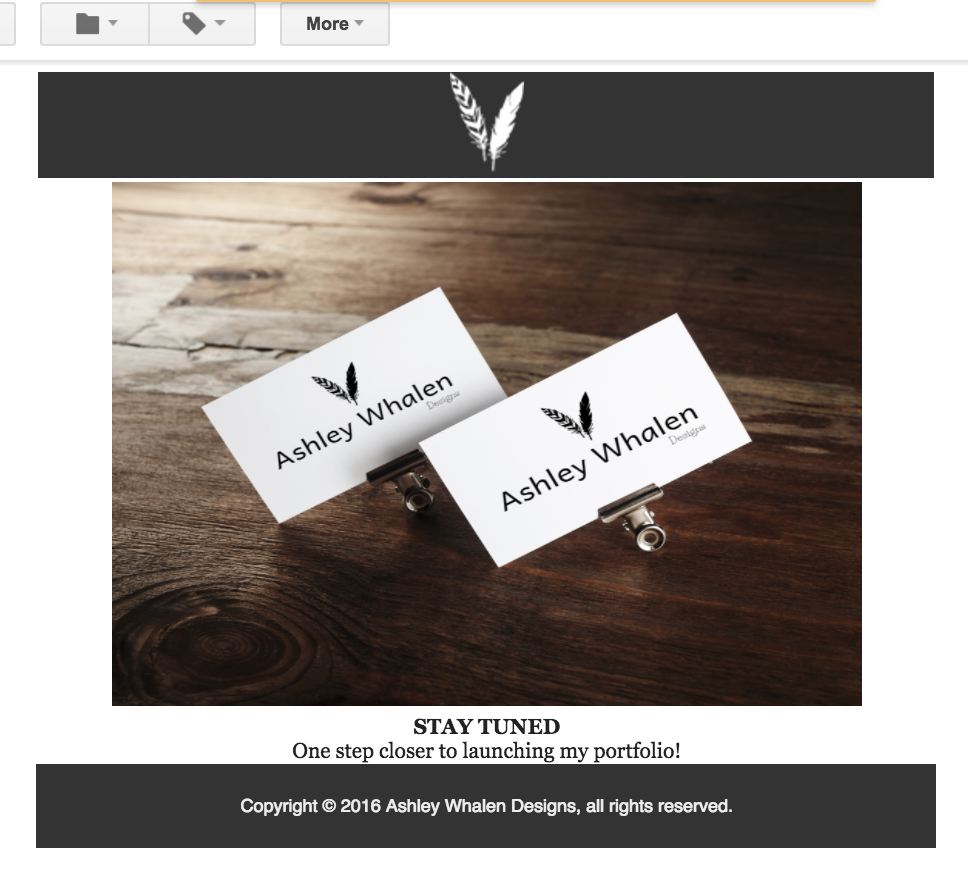 More
Ashley Whalen
Designs
Ashley Whalen
Designs
STAY TUNED
One step closer to launching my portfolio!
Copyright © 2016 Ashley Whalen Designs, all rights reserved.